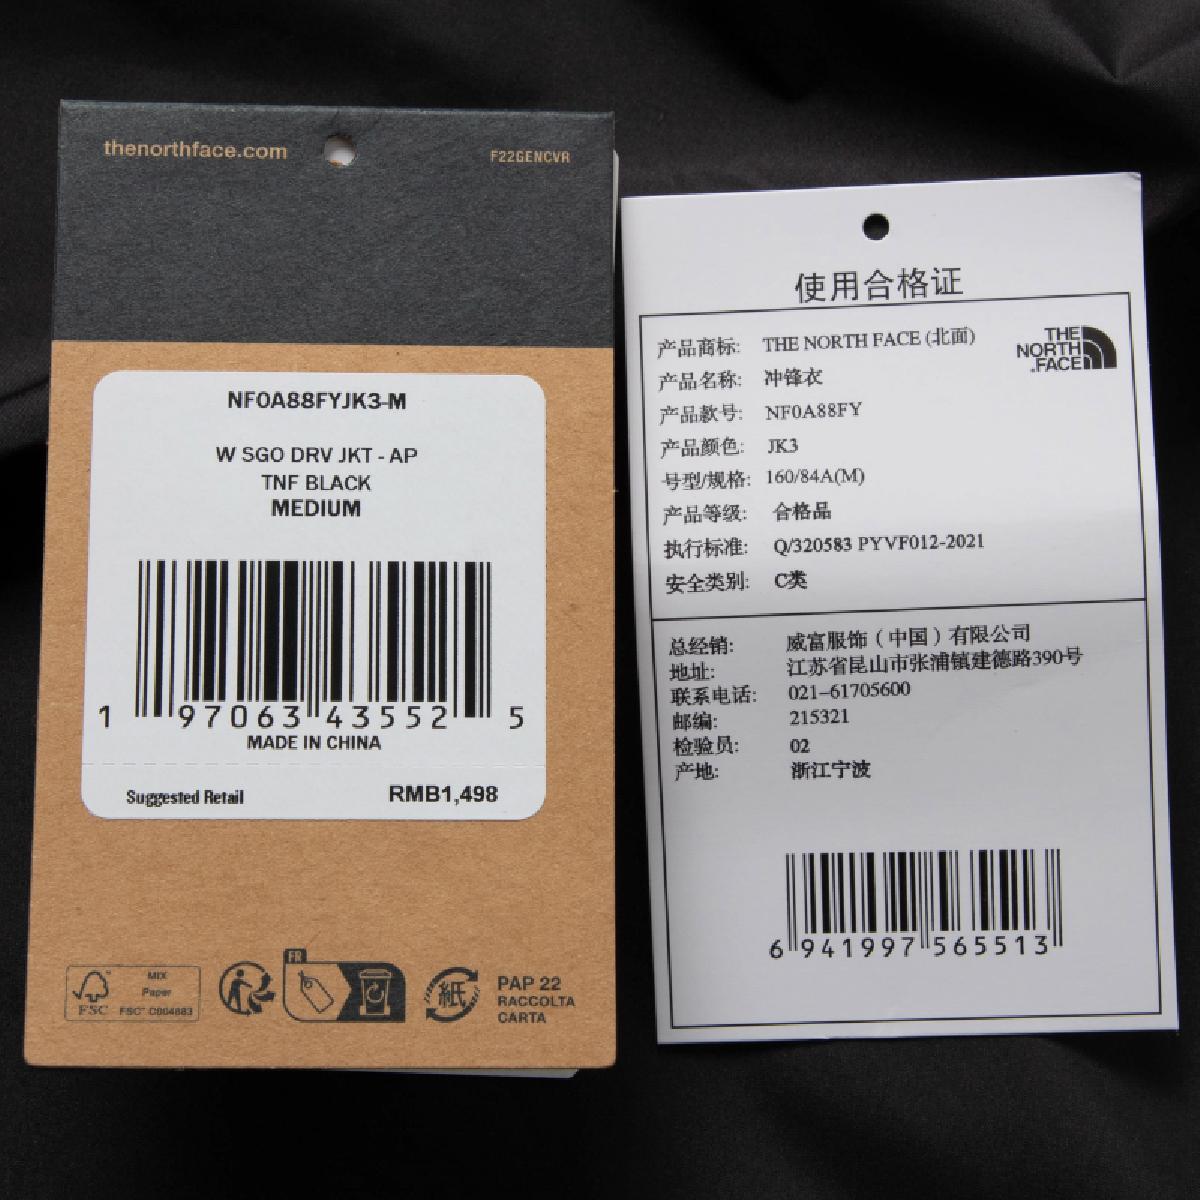 thenorthface.com
F22GENCVR
NF0A88FYJK3-M
W SGO DRV JKT - AP
TNF BLACK
MEDIUM
1 97063 43552 5
MADE IN CHINA
Suggested Retail RMB1,498
FSC
MIX
Paper
FSC™ C004683
FR
紙
PAP 22
RACCOLTA
CARTA
使用合格证
THE
NORTH
FACE
产品商标: THE NORTH FACE (北面)
产品名称: 冲锋衣
产品款号: NF0A88FY
产品颜色: JK3
号型/规格: 160/84A(M)
产品等级: 合格品
执行标准: Q/320583 PYVF012-2021
安全类别: C类
总经销: 威富服饰（中国）有限公司
地址: 江苏省昆山市张浦镇建德路390号
联系电话: 021-61705600
邮编: 215321
检验员: 02
产地: 浙江宁波
6 941997 565513